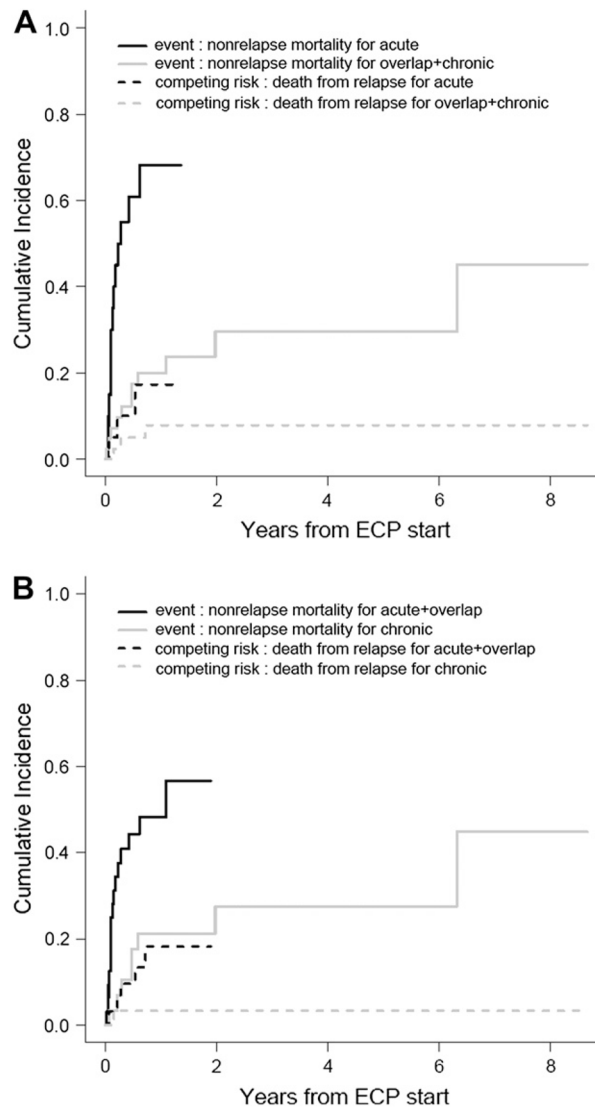 A
1.0
event : nonrelapse mortality for acute
event : nonrelapse mortality for overlap+chronic
competing risk : death from relapse for acute
competing risk : death from relapse for overlap+chronic
0.8
0.6
0.4
0.2
0.0
Cumulative Incidence
0 2 4 6 8
Years from ECP start
B
1.0
event : nonrelapse mortality for acute+overlap
event : nonrelapse mortality for chronic
competing risk : death from relapse for acute+overlap
competing risk : death from relapse for chronic
0.8
0.6
0.4
0.2
0.0
Cumulative Incidence
0 2 4 6 8
Years from ECP start